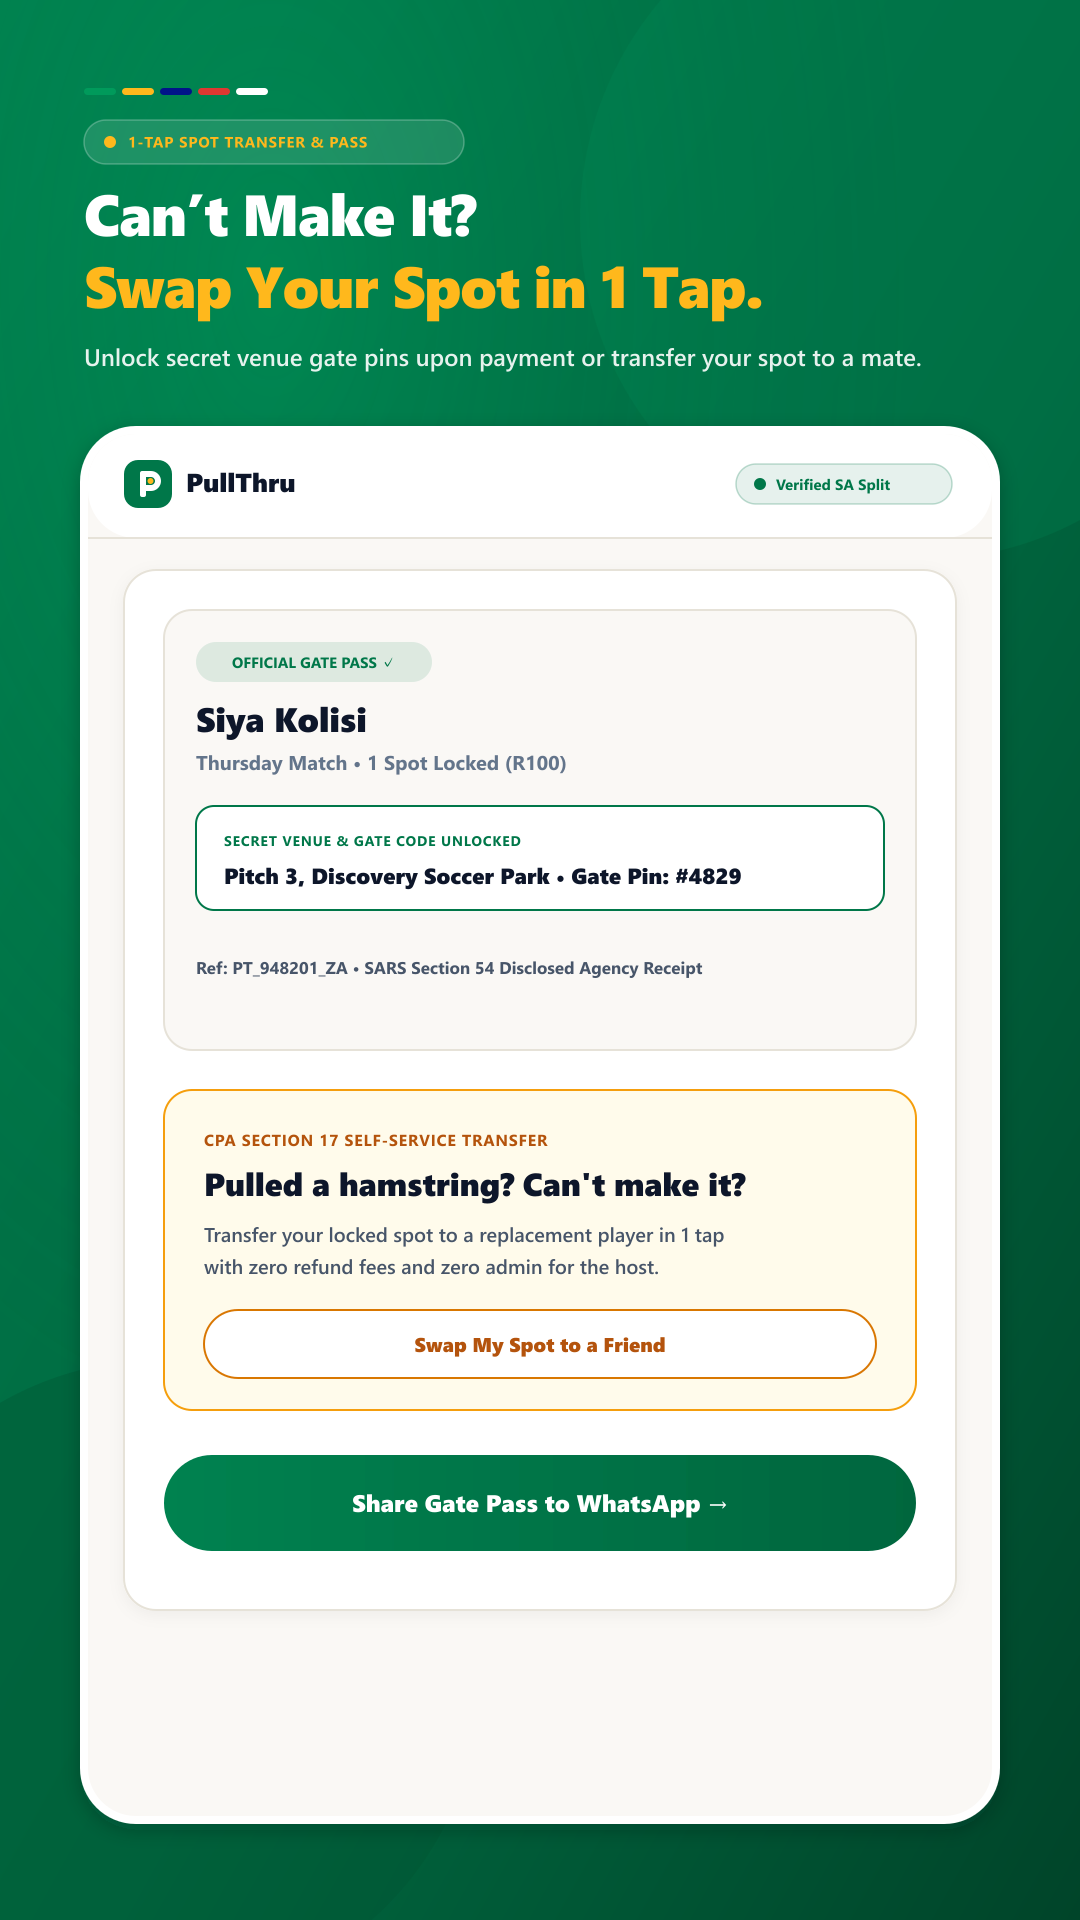 1-TAP SPOT TRANSFER & PASS
Can’t Make It?
Swap Your Spot in 1 Tap.
Unlock secret venue gate pins upon payment or transfer your spot to a mate.
P PullThru
Verified SA Split
OFFICIAL GATE PASS ✓
Siya Kolisi
Thursday Match • 1 Spot Locked (R100)
SECRET VENUE & GATE CODE UNLOCKED
Pitch 3, Discovery Soccer Park • Gate Pin: #4829
Ref: PT_948201_ZA • SARS Section 54 Disclosed Agency Receipt
CPA SECTION 17 SELF-SERVICE TRANSFER
Pulled a hamstring? Can't make it?
Transfer your locked spot to a replacement player in 1 tap
with zero refund fees and zero admin for the host.
Swap My Spot to a Friend
Share Gate Pass to WhatsApp →